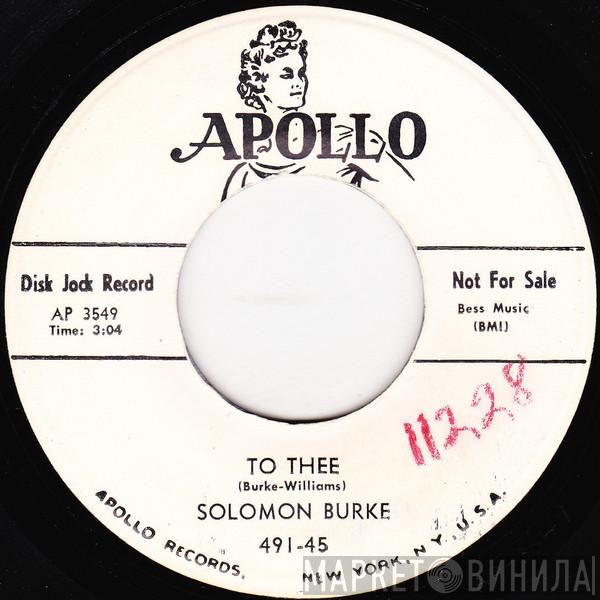 APOLLO
Disk Jock Record
AP 3549
Time: 3:04
Not For Sale
Bess Music
(BMI)
11228
TO THEE
(Burke-Williams)
SOLOMON BURKE
491-45
APOLLO RECORDS, NEW YORK, N.Y. U.S.A.
МАРКЕТ ВИНИЛА